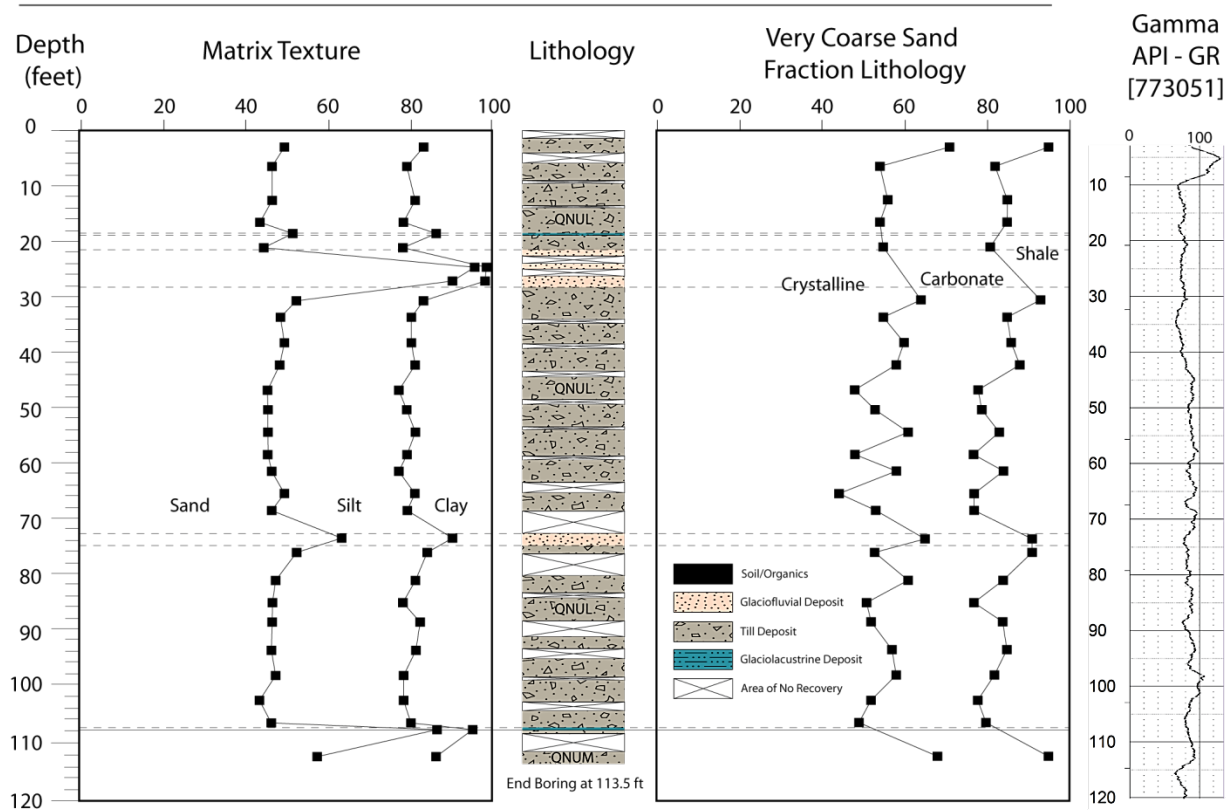 Depth
(feet)
Matrix Texture
Lithology
Very Coarse Sand
Fraction Lithology
Gamma
API - GR
[773051]
0 20 40 60 80 100
0 20 40 60 80 100
0 100
0
10
20
30
40
50
60
70
80
90
100
110
120
Sand
Silt
Clay
QNUL
QNUL
QNUL
QNUM
End Boring at 113.5 ft
Crystalline
Carbonate
Shale
Soil/Organics
Glaciofluvial Deposit
Till Deposit
Glaciolacustrine Deposit
Area of No Recovery
10
20
30
40
50
60
70
80
90
100
110
120